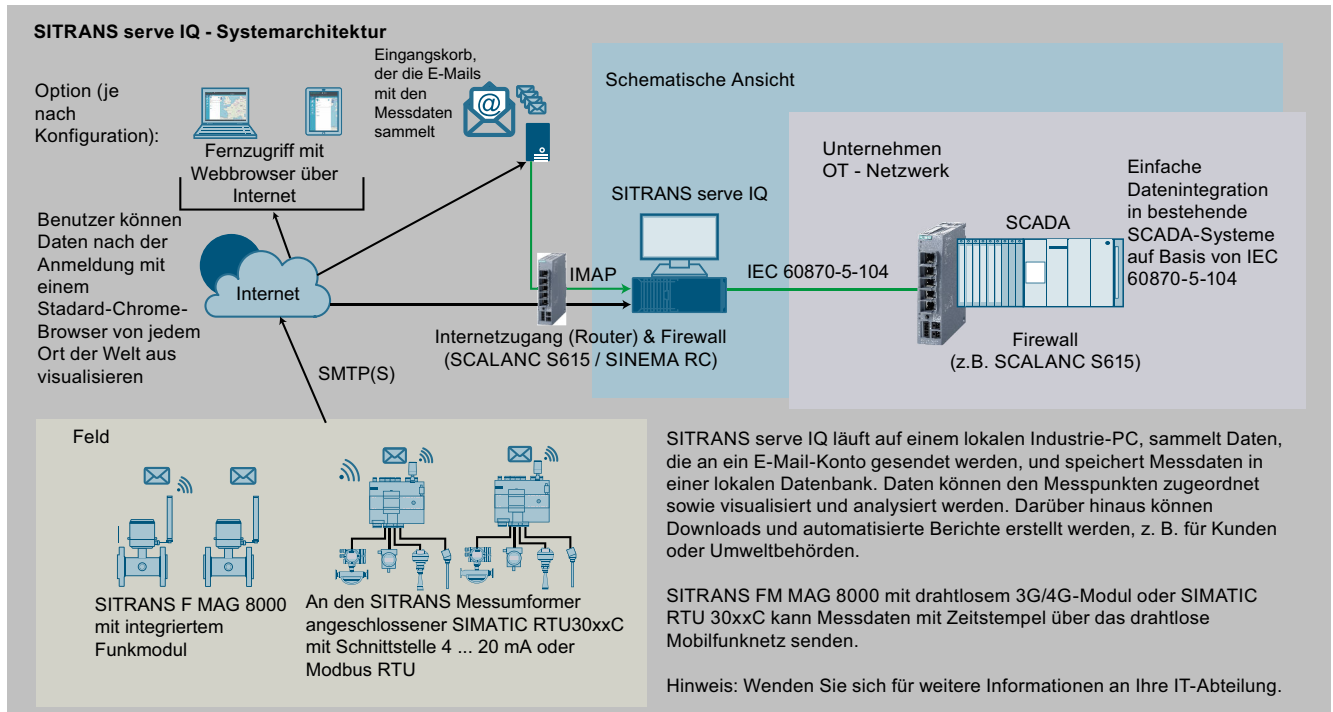 SITRANS serve IQ - Systemarchitektur
Option (je
nach
Konfiguration):
Fernzugriff mit
Webbrowser über
Internet
Eingangskorb,
der die E-Mails
mit den
Messdaten
sammelt
@
Benutzer können
Daten nach der
Anmeldung mit
einem
Stadard-Chrome-
Browser von jedem
Ort der Welt aus
visualisieren
Internet
SMTP(S)
Schematische Ansicht
SITRANS serve IQ
IMAP
Internetzugang (Router) & Firewall
(SCALANC S615 / SINEMA RC)
IEC 60870-5-104
Unternehmen
OT - Netzwerk
SCADA
Firewall
(z.B. SCALANC S615)
Einfache
Datenintegration
in bestehende
SCADA-Systeme
auf Basis von IEC
60870-5-104
Feld
SITRANS F MAG 8000
mit integriertem
Funkmodul
An den SITRANS Messumformer
angeschlossener SIMATIC RTU30xxC
mit Schnittstelle 4 ... 20 mA oder
Modbus RTU
SITRANS serve IQ läuft auf einem lokalen Industrie-PC, sammelt Daten,
die an ein E-Mail-Konto gesendet werden, und speichert Messdaten in
einer lokalen Datenbank. Daten können den Messpunkten zugeordnet
sowie visualisiert und analysiert werden. Darüber hinaus können
Downloads und automatisierte Berichte erstellt werden, z. B. für Kunden
oder Umweltbehörden.
SITRANS FM MAG 8000 mit drahtlosem 3G/4G-Modul oder SIMATIC
RTU 30xxC kann Messdaten mit Zeitstempel über das drahtlose
Mobilfunknetz senden.
Hinweis: Wenden Sie sich für weitere Informationen an Ihre IT-Abteilung.